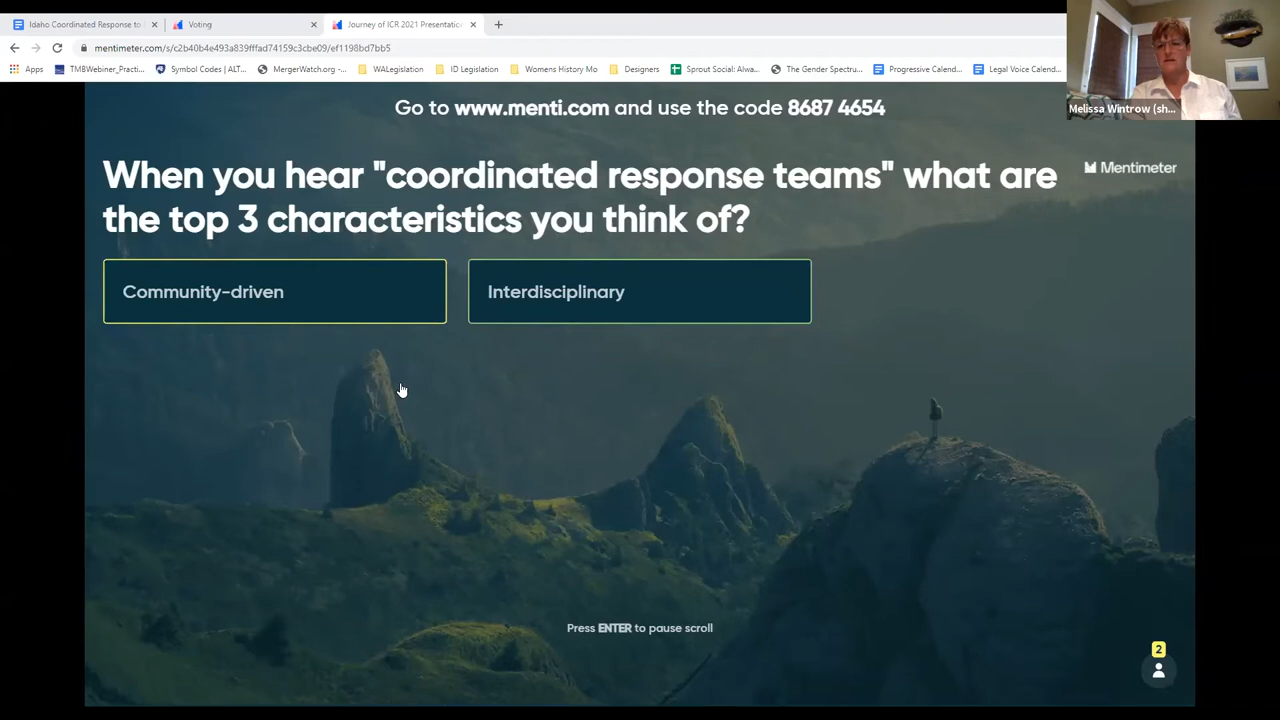 Idaho Coordinated Response to
Voting
Journey of ICR 2021 Presentatio
mentimeter.com/s/c2b40b4e493a839fffad74159c3cbe09/ef1198bd7bb5
Apps
TMBWebiner_Practi...
Symbol Codes | ALT...
MergerWatch.org -...
WALegislation
ID Legislation
Womens History Mo
Designers
Sprout Social: Alwa...
The Gender Spectru...
Progressive Calend...
Legal Voice Calend...
Melissa Wintrow (sh...
Go to www.menti.com and use the code 8687 4654
Mentimeter
When you hear "coordinated response teams" what are
the top 3 characteristics you think of?
Community-driven
Interdisciplinary
Press ENTER to pause scroll
2